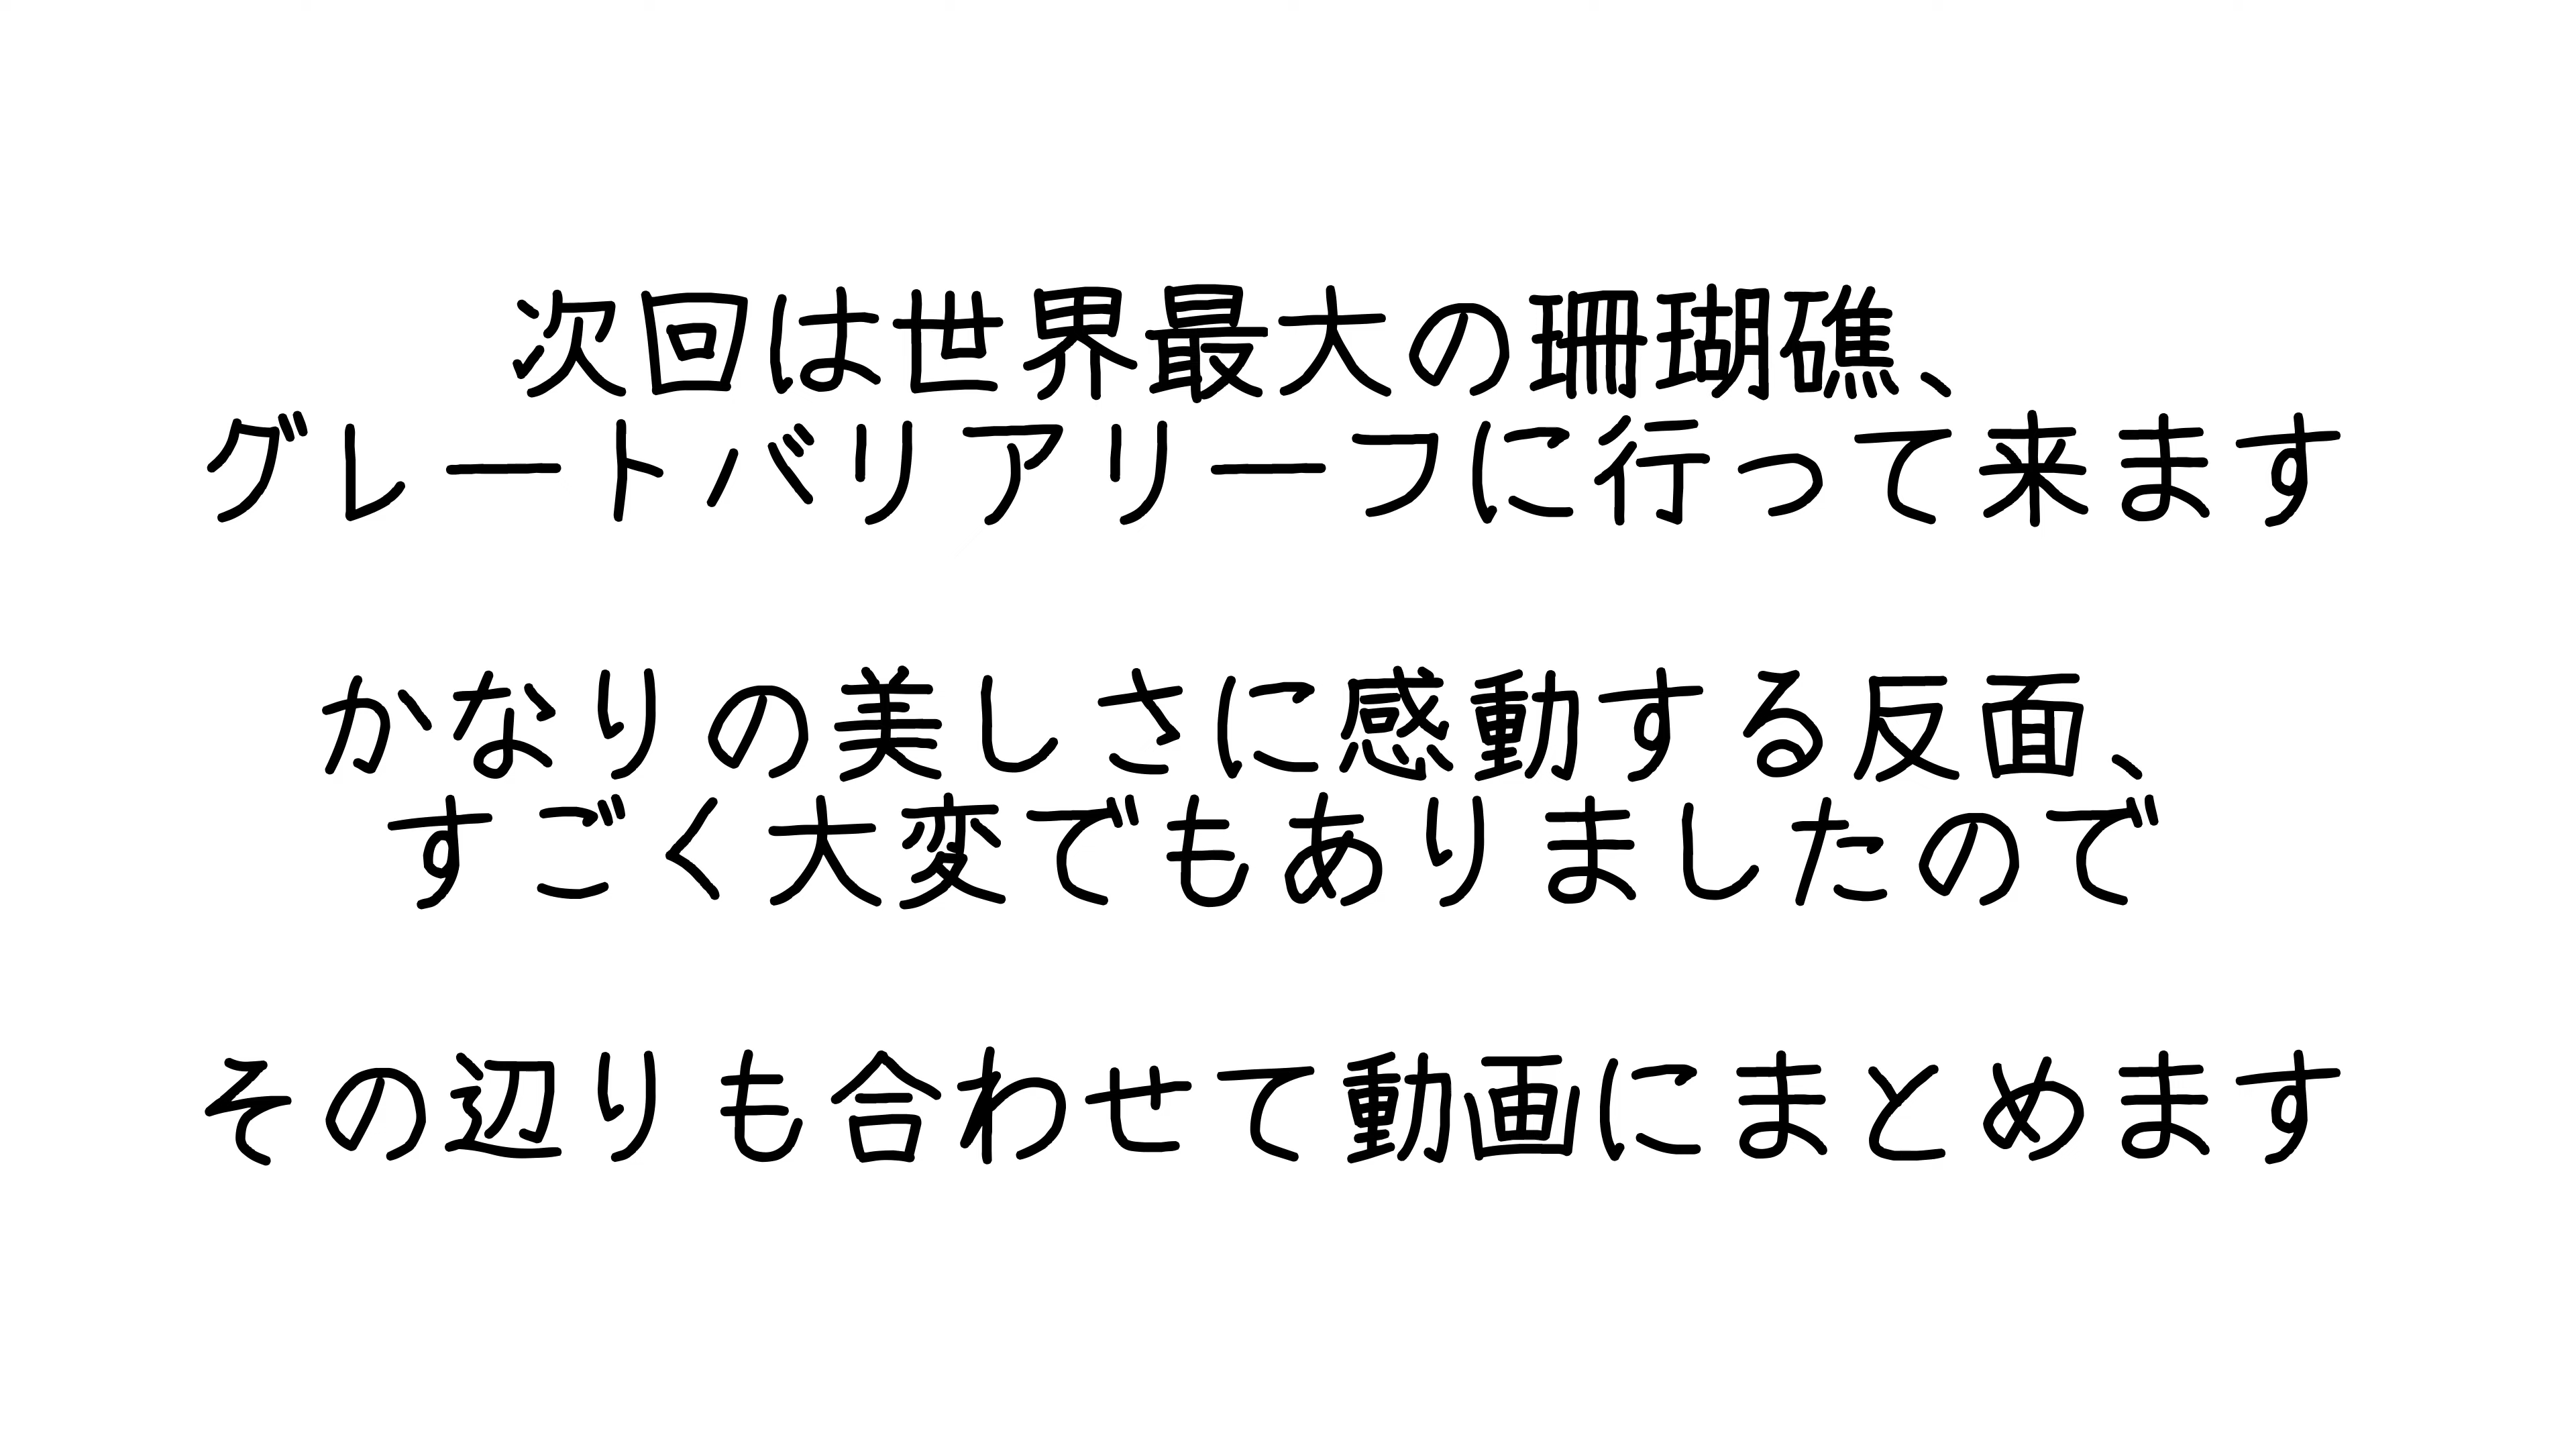 次回は世界最大の珊瑚礁、
グレートバリアリーフに行って来ます
かなりの美しさに感動する反面、
すごく大変でもありましたので
その辺りも合わせて動画にまとめます